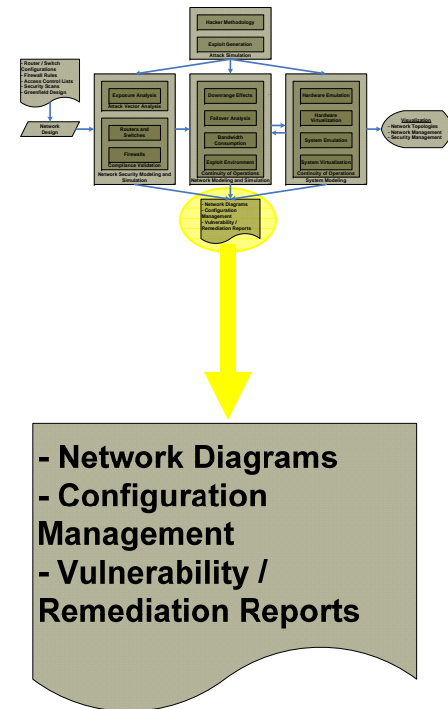 Hacker Methodology
Exploit Generation
Attack Simulation
- Router / Switch
Configurations
- Firewall Rules
- Access Control Lists
- Security Scans
- Greenfield Design
Network
Design
Exposure Analysis
Attack Vector Analysis
Routers and
Switches
Firewalls
Compliance Validation
Network Security Modeling and
Simulation
Downrange Effects
Failover Analysis
Bandwidth
Consumption
Exploit Environment
Continuity of Operations
Network Modeling and Simulation
Hardware Emulation
Hardware
Virtualization
System Emulation
System Virtualization
Continuity of Operations
System Modeling
Visualization
- Network Topologies
- Network Management
- Security Management
- Network Diagrams
- Configuration
Management
- Vulnerability /
Remediation Reports
- Network Diagrams
- Configuration
Management
- Vulnerability /
Remediation Reports